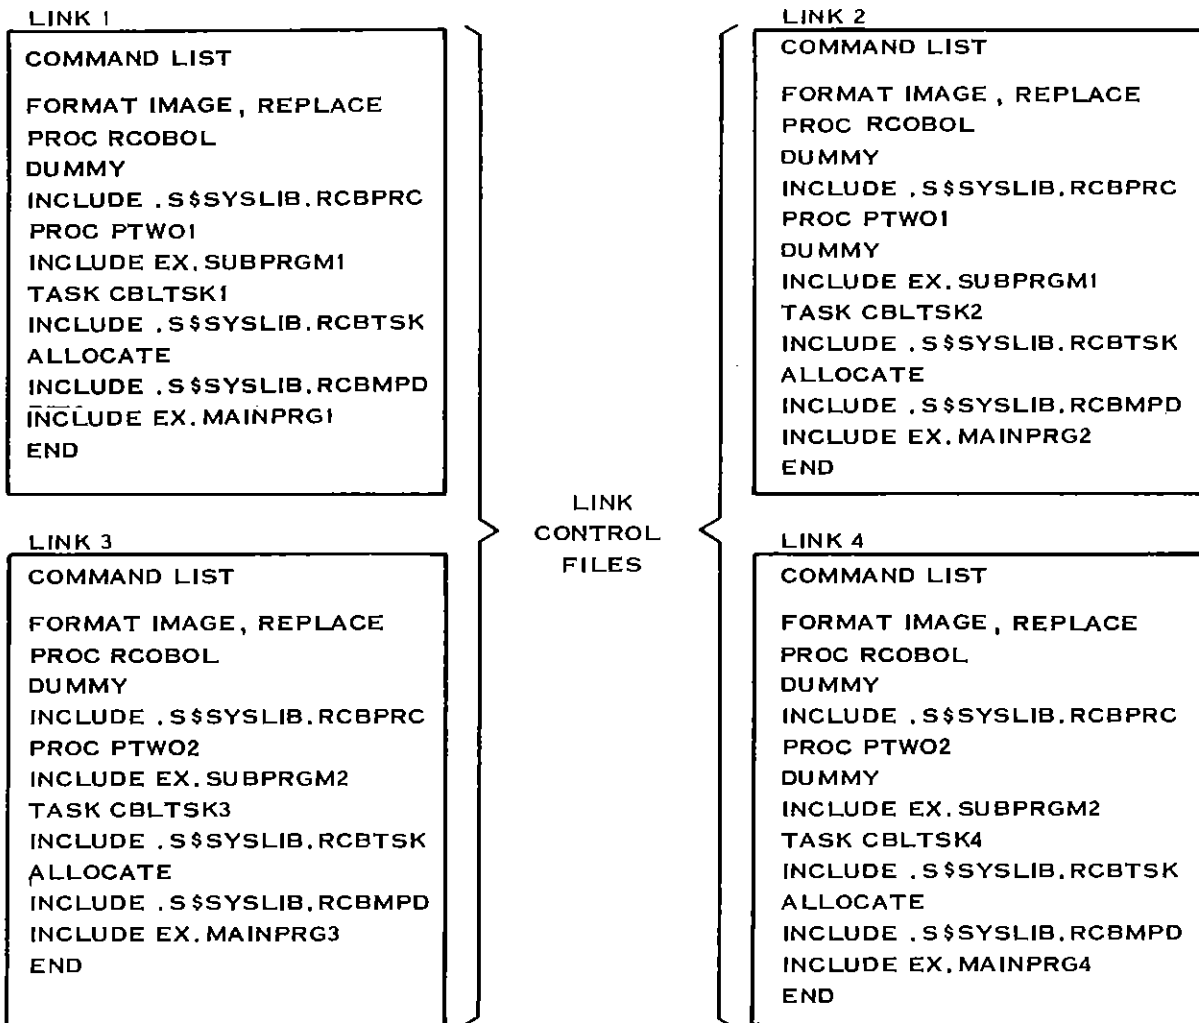 LINK 1
COMMAND LIST
FORMAT IMAGE, REPLACE
PROC RCOBOL
DUMMY
INCLUDE .S$SYSLIB.RCBPRC
PROC PTWO1
INCLUDE EX.SUBPRGM1
TASK CBLTSK1
INCLUDE .S$SYSLIB.RCBTSK
ALLOCATE
INCLUDE .S$SYSLIB.RCBMPD
INCLUDE EX.MAINPRG1
END
LINK 2
COMMAND LIST
FORMAT IMAGE, REPLACE
PROC RCOBOL
DUMMY
INCLUDE .S$SYSLIB.RCBPRC
PROC PTWO1
DUMMY
INCLUDE EX.SUBPRGM1
TASK CBLTSK2
INCLUDE .S$SYSLIB.RCBTSK
ALLOCATE
INCLUDE .S$SYSLIB.RCBMPD
INCLUDE EX.MAINPRG2
END
LINK
CONTROL
FILES
LINK 3
COMMAND LIST
FORMAT IMAGE, REPLACE
PROC RCOBOL
DUMMY
INCLUDE .S$SYSLIB.RCBPRC
PROC PTWO2
INCLUDE EX.SUBPRGM2
TASK CBLTSK3
INCLUDE .S$SYSLIB.RCBTSK
ALLOCATE
INCLUDE .S$SYSLIB.RCBMPD
INCLUDE EX.MAINPRG3
END
LINK 4
COMMAND LIST
FORMAT IMAGE, REPLACE
PROC RCOBOL
DUMMY
INCLUDE .S$SYSLIB.RCBPRC
PROC PTWO2
DUMMY
INCLUDE EX.SUBPRGM2
TASK CBLTSK4
INCLUDE .S$SYSLIB.RCBTSK
ALLOCATE
INCLUDE .S$SYSLIB.RCBMPD
INCLUDE EX.MAINPRG4
END